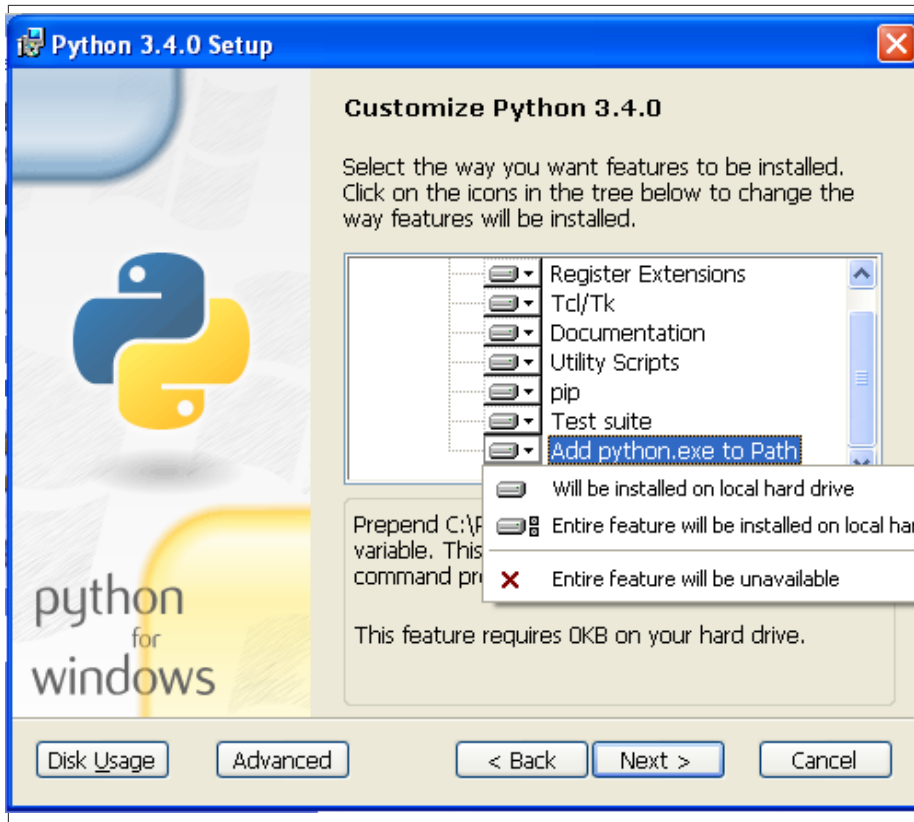 Python 3.4.0 Setup
Customize Python 3.4.0
Select the way you want features to be installed.
Click on the icons in the tree below to change the
way features will be installed.
Register Extensions
Tcl/Tk
Documentation
Utility Scripts
pip
Test suite
Add python.exe to Path
Will be installed on local hard drive
Entire feature will be installed on local har
Entire feature will be unavailable
Prepend C:\
variable. This
command pr
This feature requires 0KB on your hard drive.
python
for
windows
Disk Usage
Advanced
< Back
Next >
Cancel